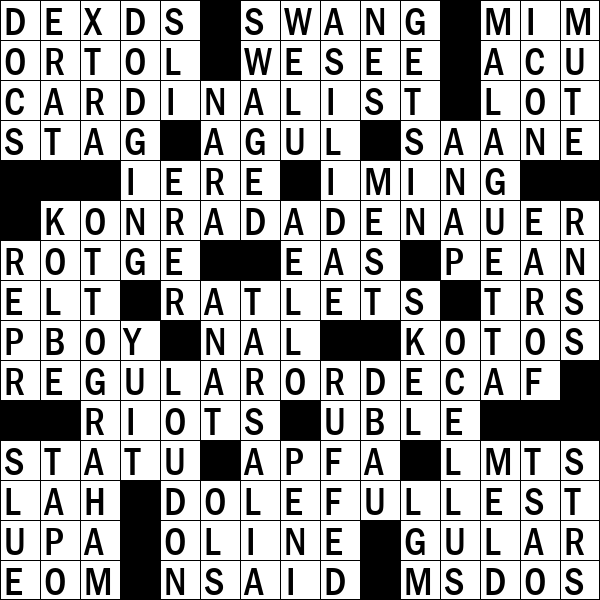 DEXDS SWANG MIM
ORTOL WESEE ACU
CARDINALIST LOT
STAG AGUL SAANE
IERE IMING
KONRADADENAUER
ROTGE EAS PEAN
ELT RATLETS TRS
PBOY NAL KOTOS
REGULARORDECAF
RIOTS UBLE
STATU APFA LMTS
LAH DOLEFULLEST
UPA OLINE GULAR
EOM NSAID MSDOS